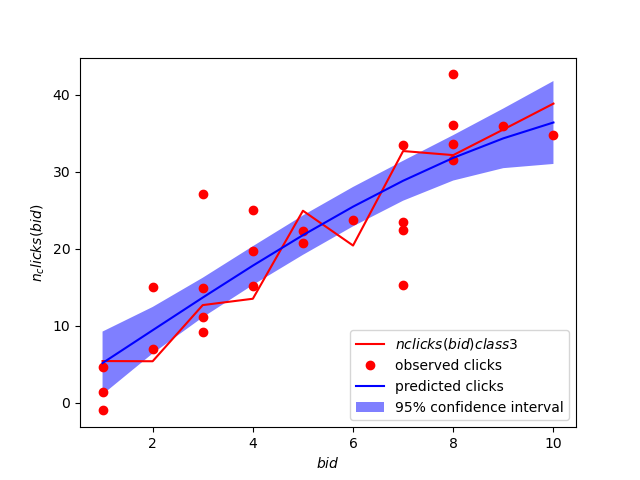 40
30
20
10
0
n_clicks(bid)
nclicks(bid)class3
observed clicks
predicted clicks
95% confidence interval
2 4 6 8 10
bid